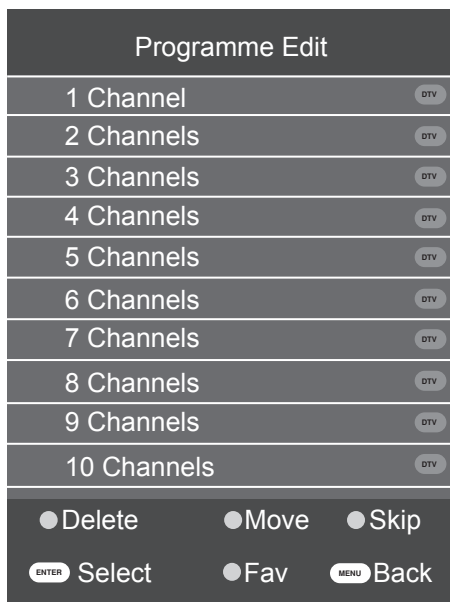 Programme Edit
1 Channel DTV
2 Channels DTV
3 Channels DTV
4 Channels DTV
5 Channels DTV
6 Channels DTV
7 Channels DTV
8 Channels DTV
9 Channels DTV
10 Channels DTV
Delete Move Skip
ENTER Select Fav MENU Back